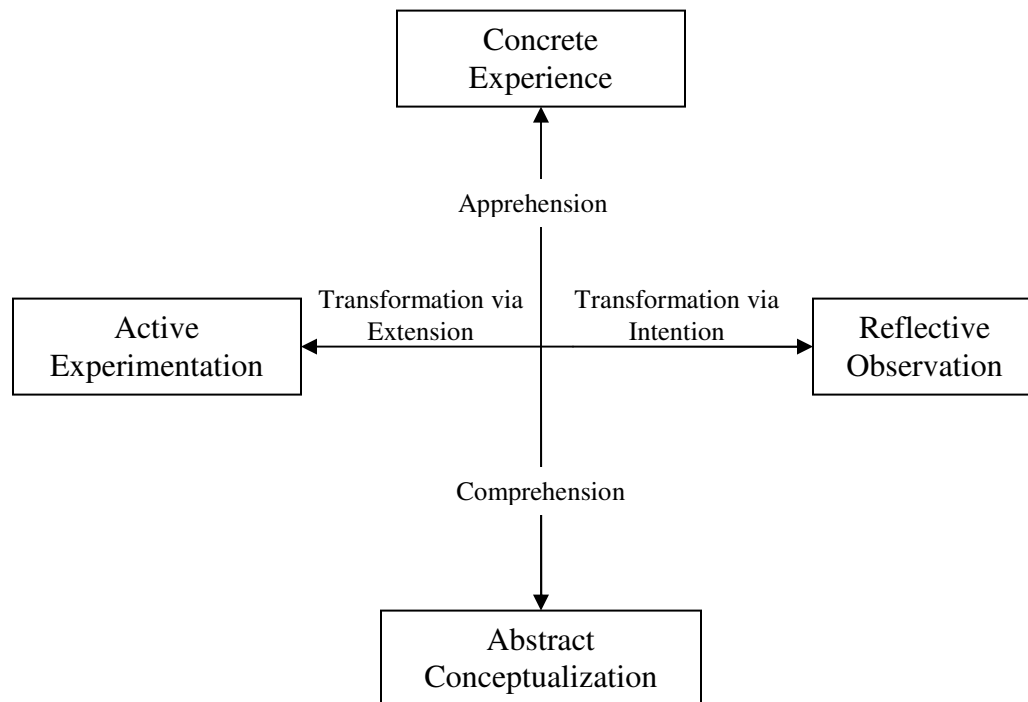 Concrete
Experience
Apprehension
Transformation via
Extension
Transformation via
Intention
Active
Experimentation
Reflective
Observation
Comprehension
Abstract
Conceptualization